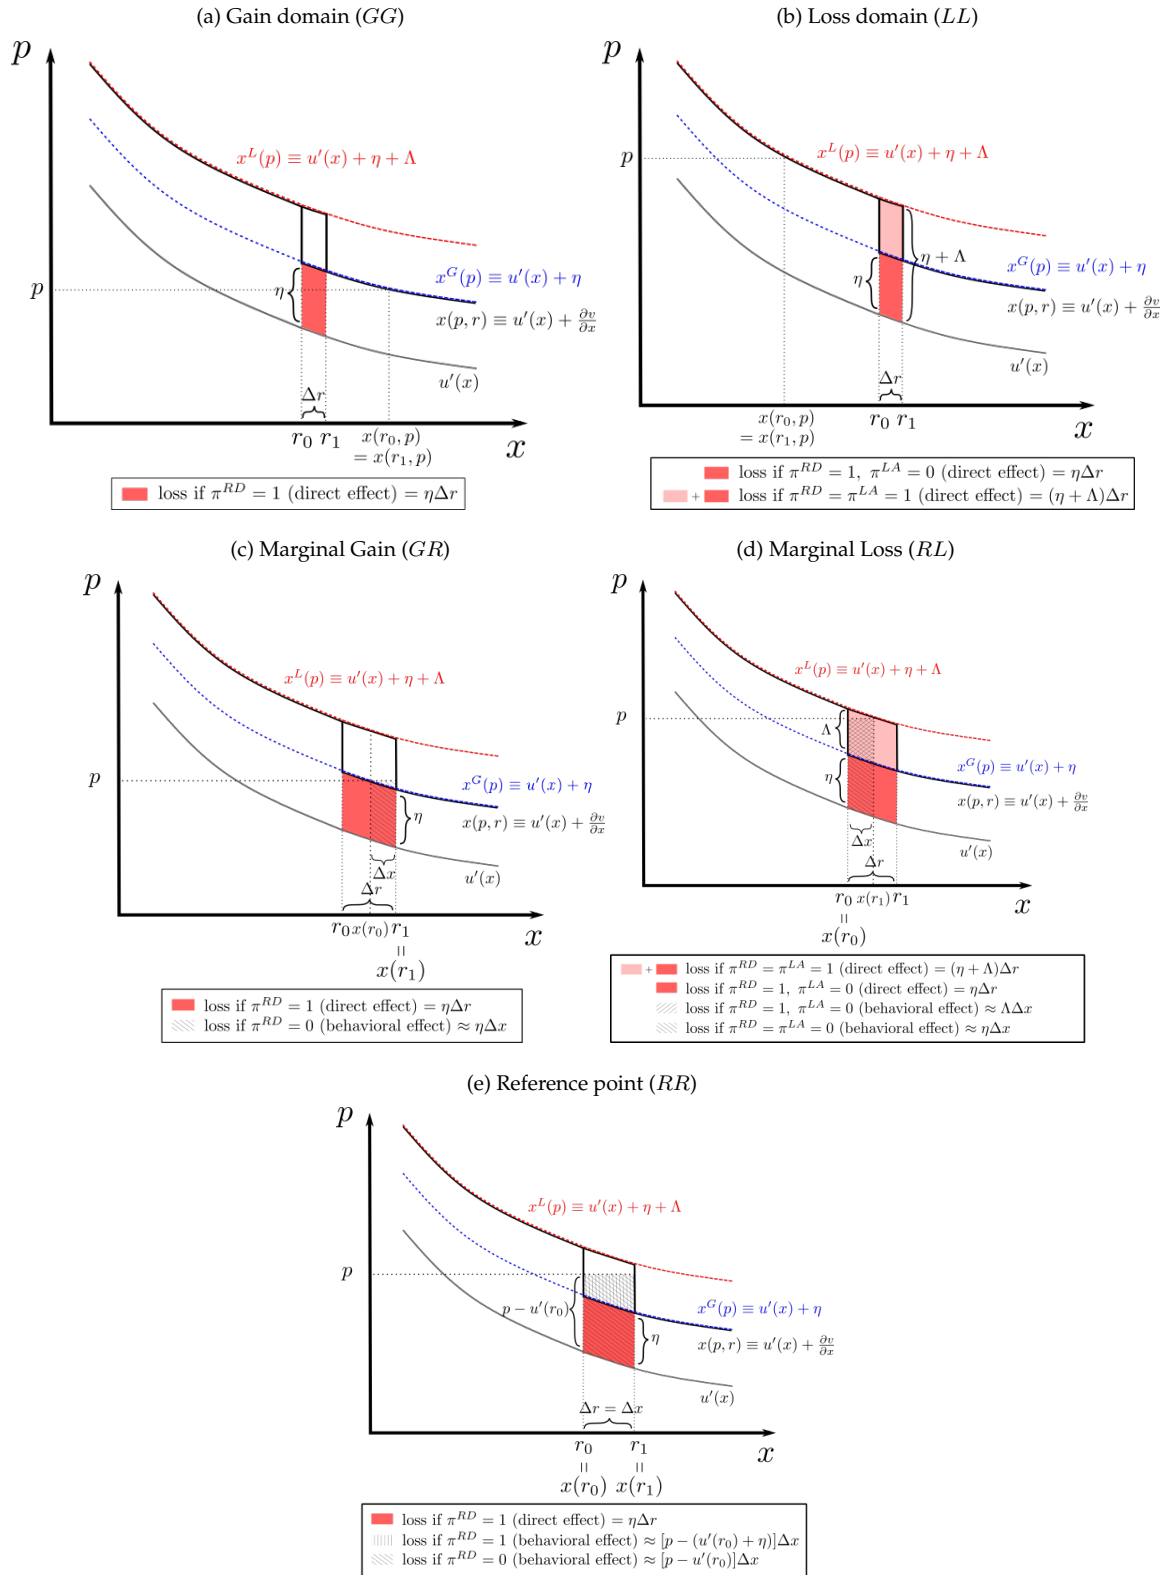 (a) Gain domain (GG)
p
x^L(p) ≡ u′(x) + η + Λ
x^G(p) ≡ u′(x) + η
x(p, r) ≡ u′(x) + ∂v/∂x
u′(x)
p
η
Δr
r0 r1
x(r0, p)
= x(r1, p)
x
loss if π^RD = 1 (direct effect) = ηΔr
(b) Loss domain (LL)
p
p
x^L(p) ≡ u′(x) + η + Λ
η + Λ
η
x^G(p) ≡ u′(x) + η
x(p, r) ≡ u′(x) + ∂v/∂x
u′(x)
Δr
x(r0, p)
= x(r1, p)
r0 r1
x
loss if π^RD = 1, π^LA = 0 (direct effect) = ηΔr
+ loss if π^RD = π^LA = 1 (direct effect) = (η + Λ)Δr
(c) Marginal Gain (GR)
p
x^L(p) ≡ u′(x) + η + Λ
p
x^G(p) ≡ u′(x) + η
x(p, r) ≡ u′(x) + ∂v/∂x
η
u′(x)
Δx
Δr
r0 x(r0) r1
=
x(r1)
x
loss if π^RD = 1 (direct effect) = ηΔr
loss if π^RD = 0 (behavioral effect) ≈ ηΔx
(d) Marginal Loss (RL)
p
x^L(p) ≡ u′(x) + η + Λ
p
Λ
η
x^G(p) ≡ u′(x) + η
x(p, r) ≡ u′(x) + ∂v/∂x
u′(x)
Δx
Δr
r0 x(r1) r1
=
x(r0)
x
+ loss if π^RD = π^LA = 1 (direct effect) = (η + Λ)Δr
loss if π^RD = 1, π^LA = 0 (direct effect) = ηΔr
loss if π^RD = 1, π^LA = 0 (behavioral effect) ≈ ΛΔx
loss if π^RD = π^LA = 0 (behavioral effect) ≈ ηΔx
(e) Reference point (RR)
p
x^L(p) ≡ u′(x) + η + Λ
p
p − u′(r0)
η
x^G(p) ≡ u′(x) + η
x(p, r) ≡ u′(x) + ∂v/∂x
u′(x)
Δr = Δx
r0 r1
= =
x(r0) x(r1)
x
loss if π^RD = 1 (direct effect) = ηΔr
loss if π^RD = 1 (behavioral effect) ≈ [p − (u′(r0) + η)]Δx
loss if π^RD = 0 (behavioral effect) ≈ [p − u′(r0)]Δx